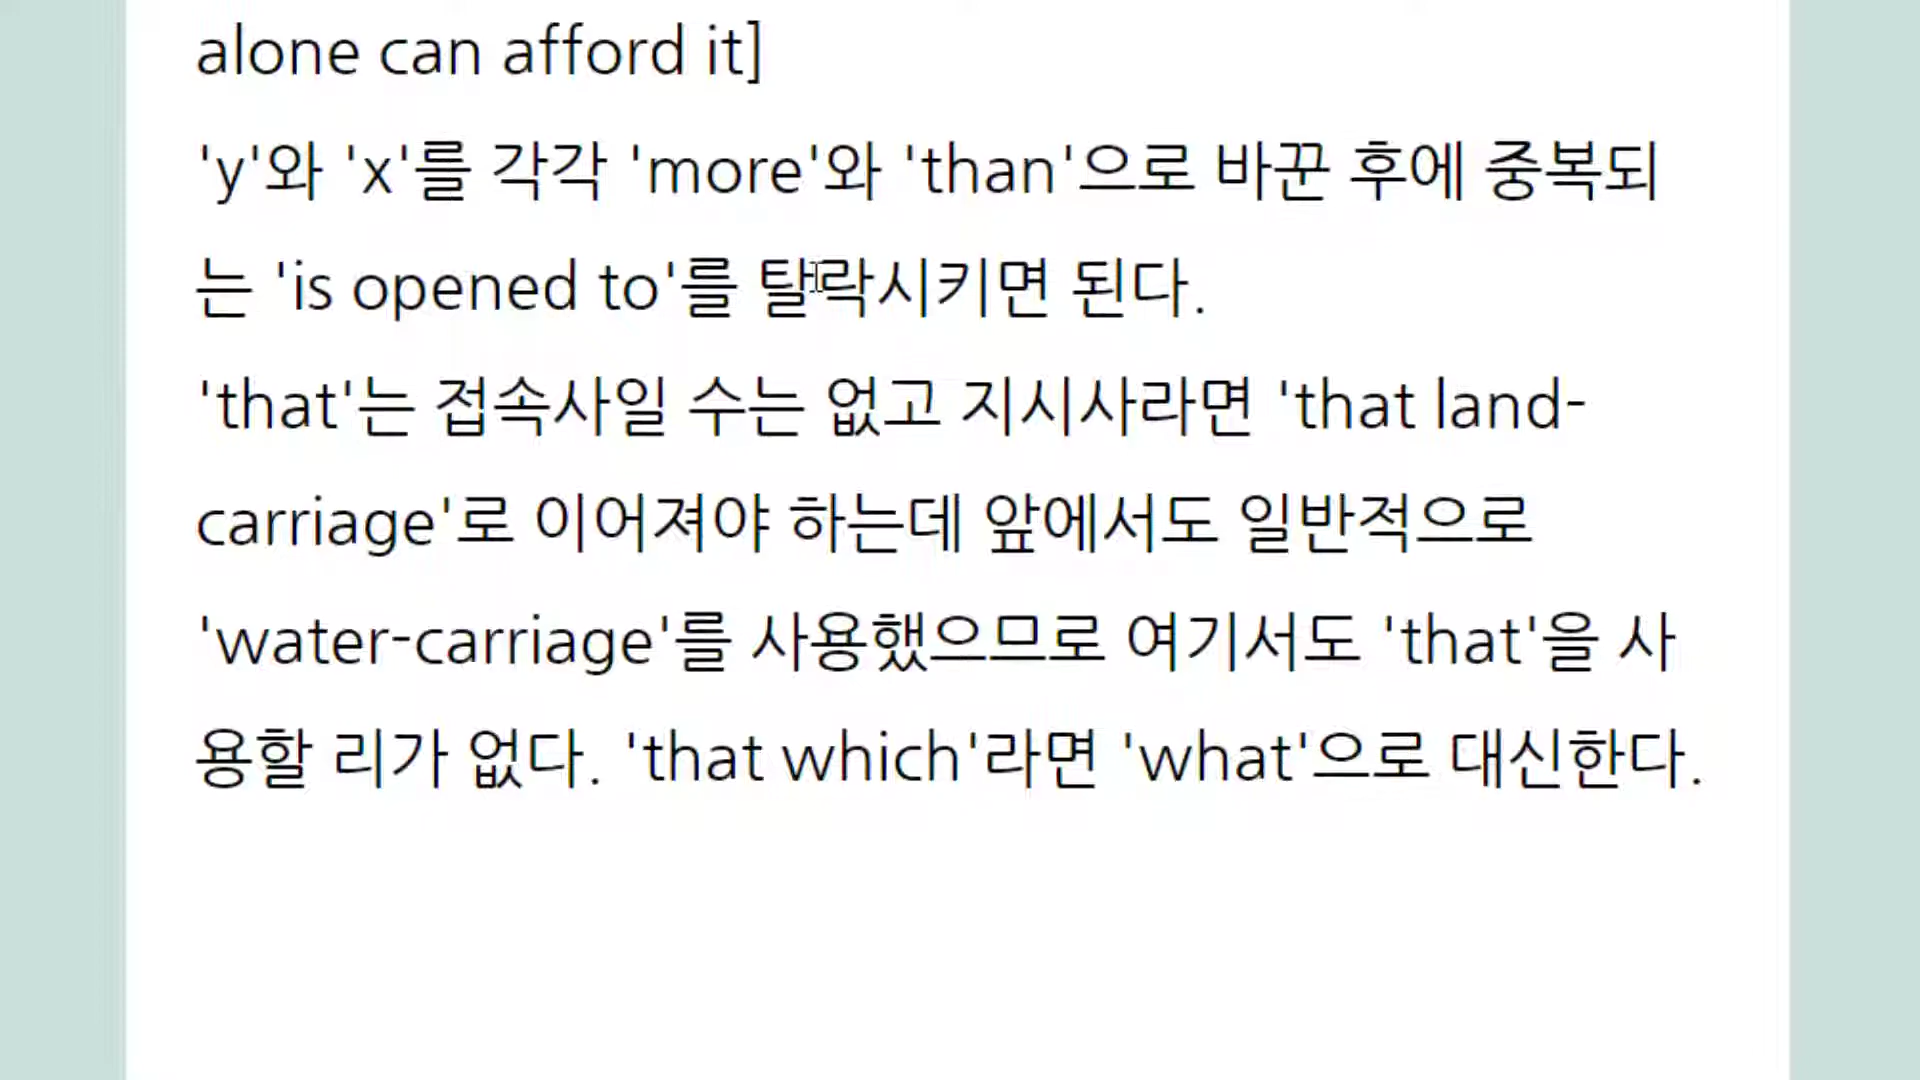 alone can afford it]
'y'와 'x'를 각각 'more'와 'than'으로 바꾼 후에 중복되
는 'is opened to'를 탈락시키면 된다.
'that'는 접속사일 수는 없고 지시사라면 'that land-
carriage'로 이어져야 하는데 앞에서도 일반적으로
'water-carriage'를 사용했으므로 여기서도 'that'을 사
용할 리가 없다. 'that which'라면 'what'으로 대신한다.